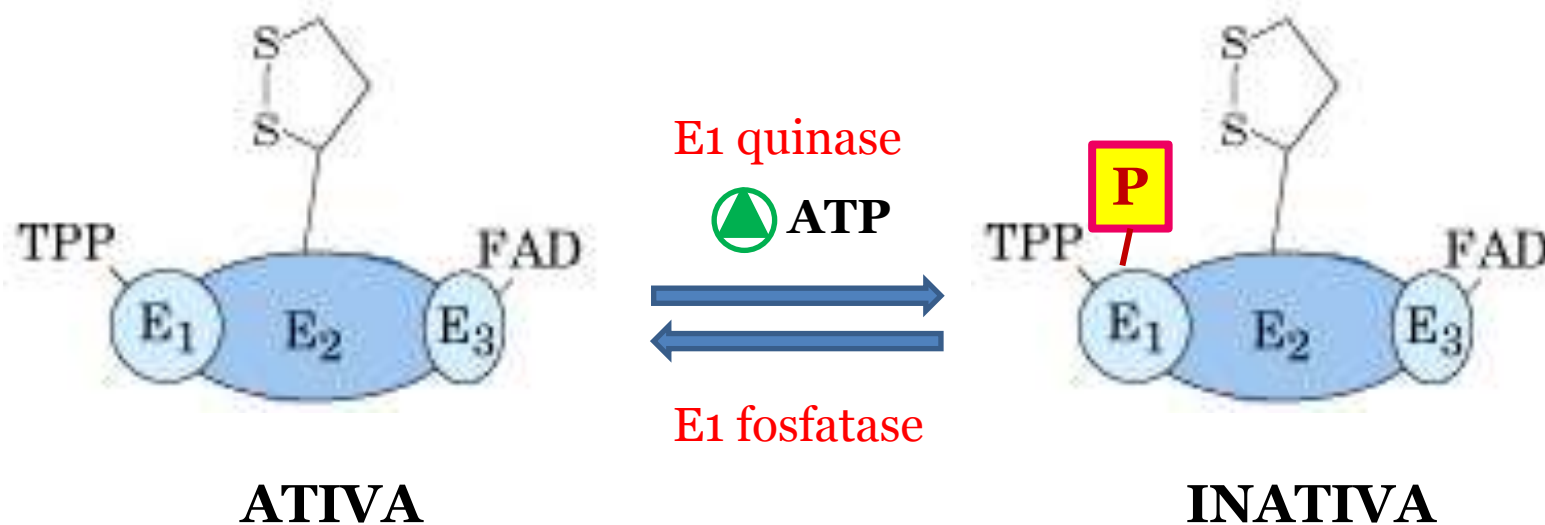 S
S
TPP
FAD
E1
E2
E3
ATIVA
E1 quinase
ATP
E1 fosfatase
S
S
P
TPP
FAD
E1
E2
E3
INATIVA